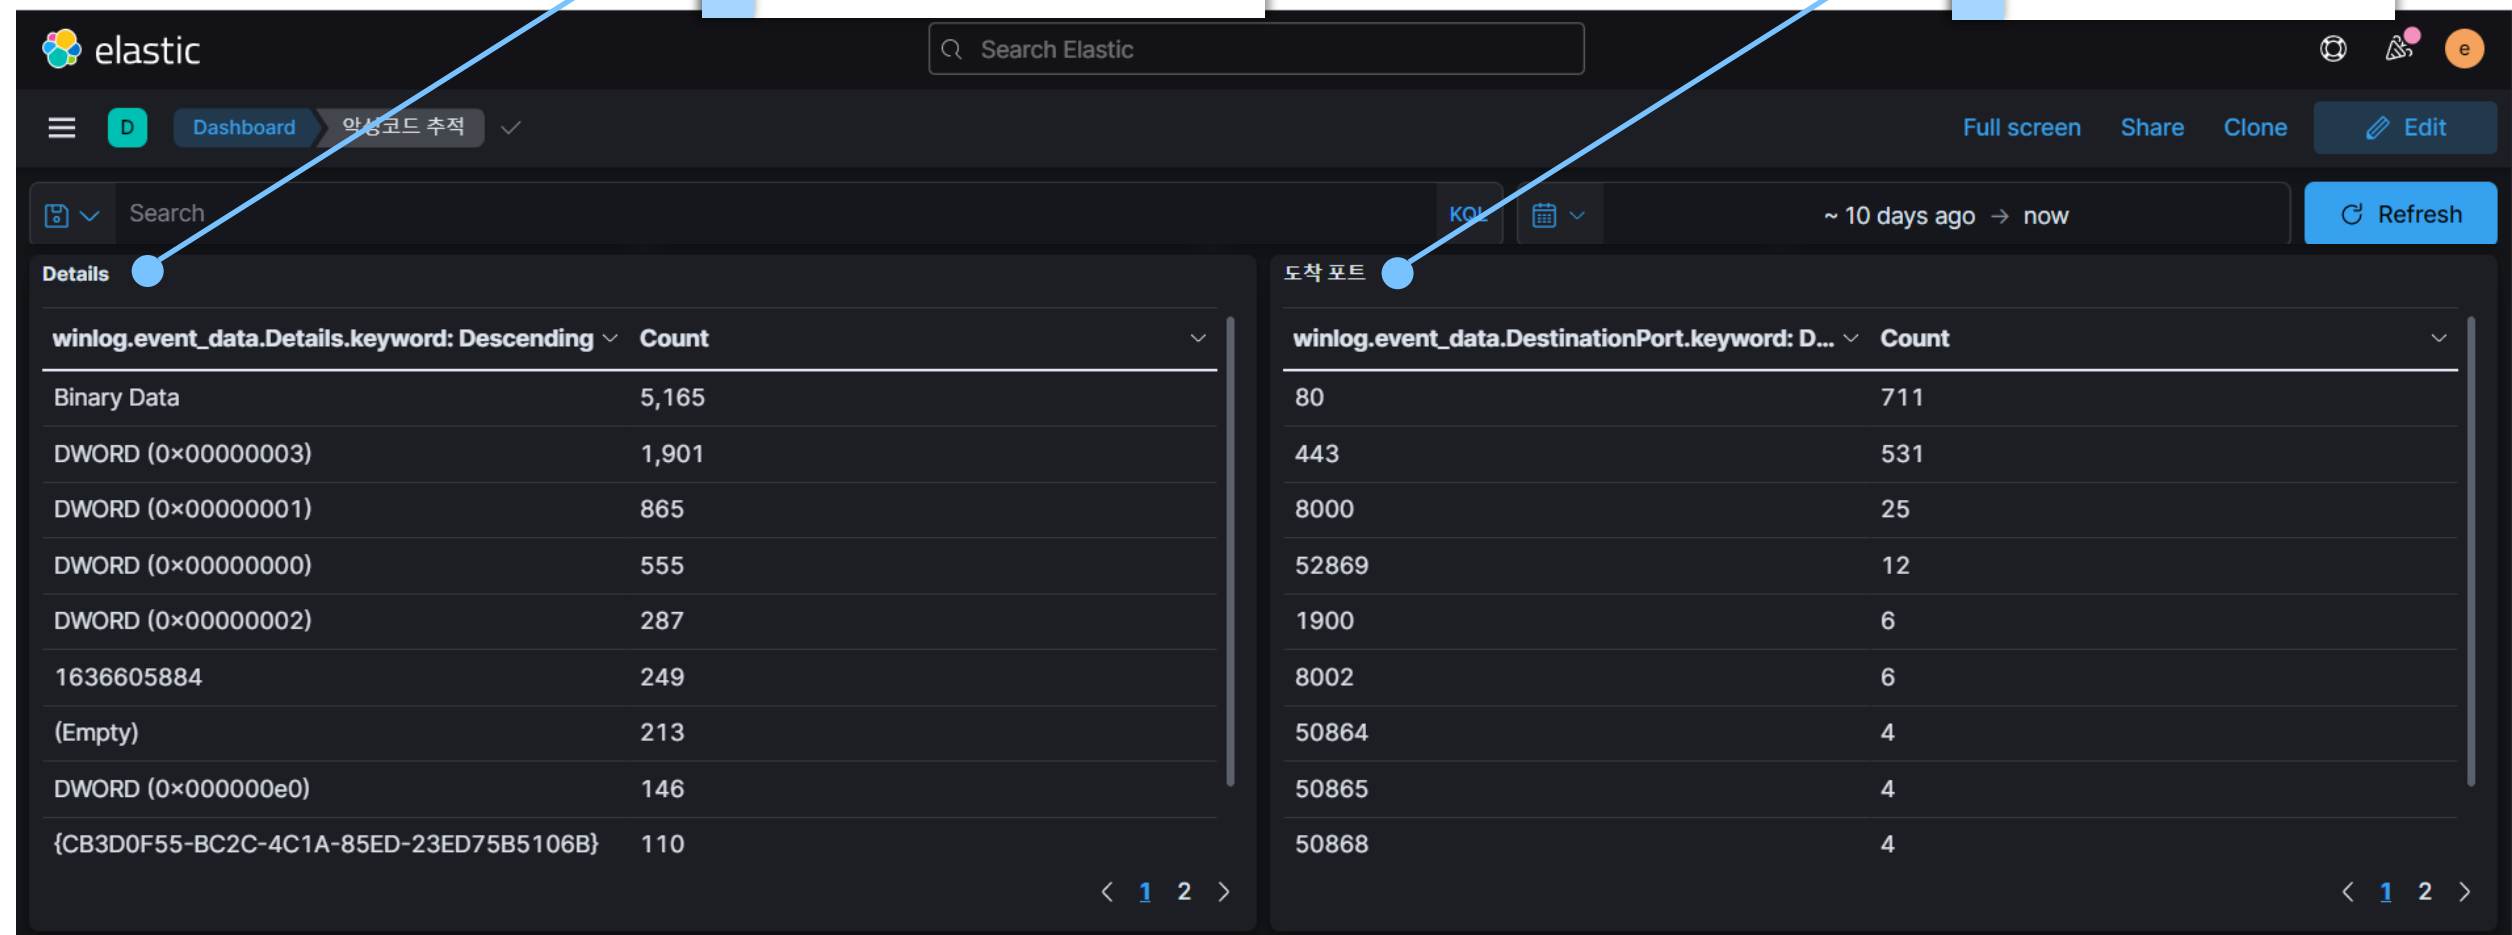 elastic
Search Elastic
e
D
Dashboard
악성코드 추적
Full screen
Share
Clone
Edit
Search
KQL
~ 10 days ago → now
Refresh
Details
winlog.event_data.Details.keyword: Descending Count
Binary Data 5,165
DWORD (0x00000003) 1,901
DWORD (0x00000001) 865
DWORD (0x00000000) 555
DWORD (0x00000002) 287
1636605884 249
(Empty) 213
DWORD (0x000000e0) 146
{CB3D0F55-BC2C-4C1A-85ED-23ED75B5106B} 110
1 2
도착 포트
winlog.event_data.DestinationPort.keyword: D... Count
80 711
443 531
8000 25
52869 12
1900 6
8002 6
50864 4
50865 4
50868 4
1 2